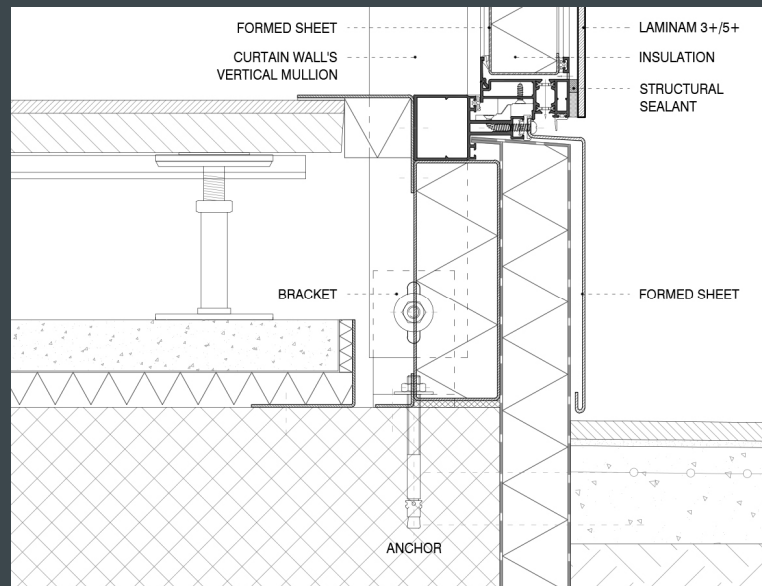 FORMED SHEET
LAMINAM 3+/5+
CURTAIN WALL'S
VERTICAL MULLION
INSULATION
STRUCTURAL
SEALANT
BRACKET
FORMED SHEET
ANCHOR